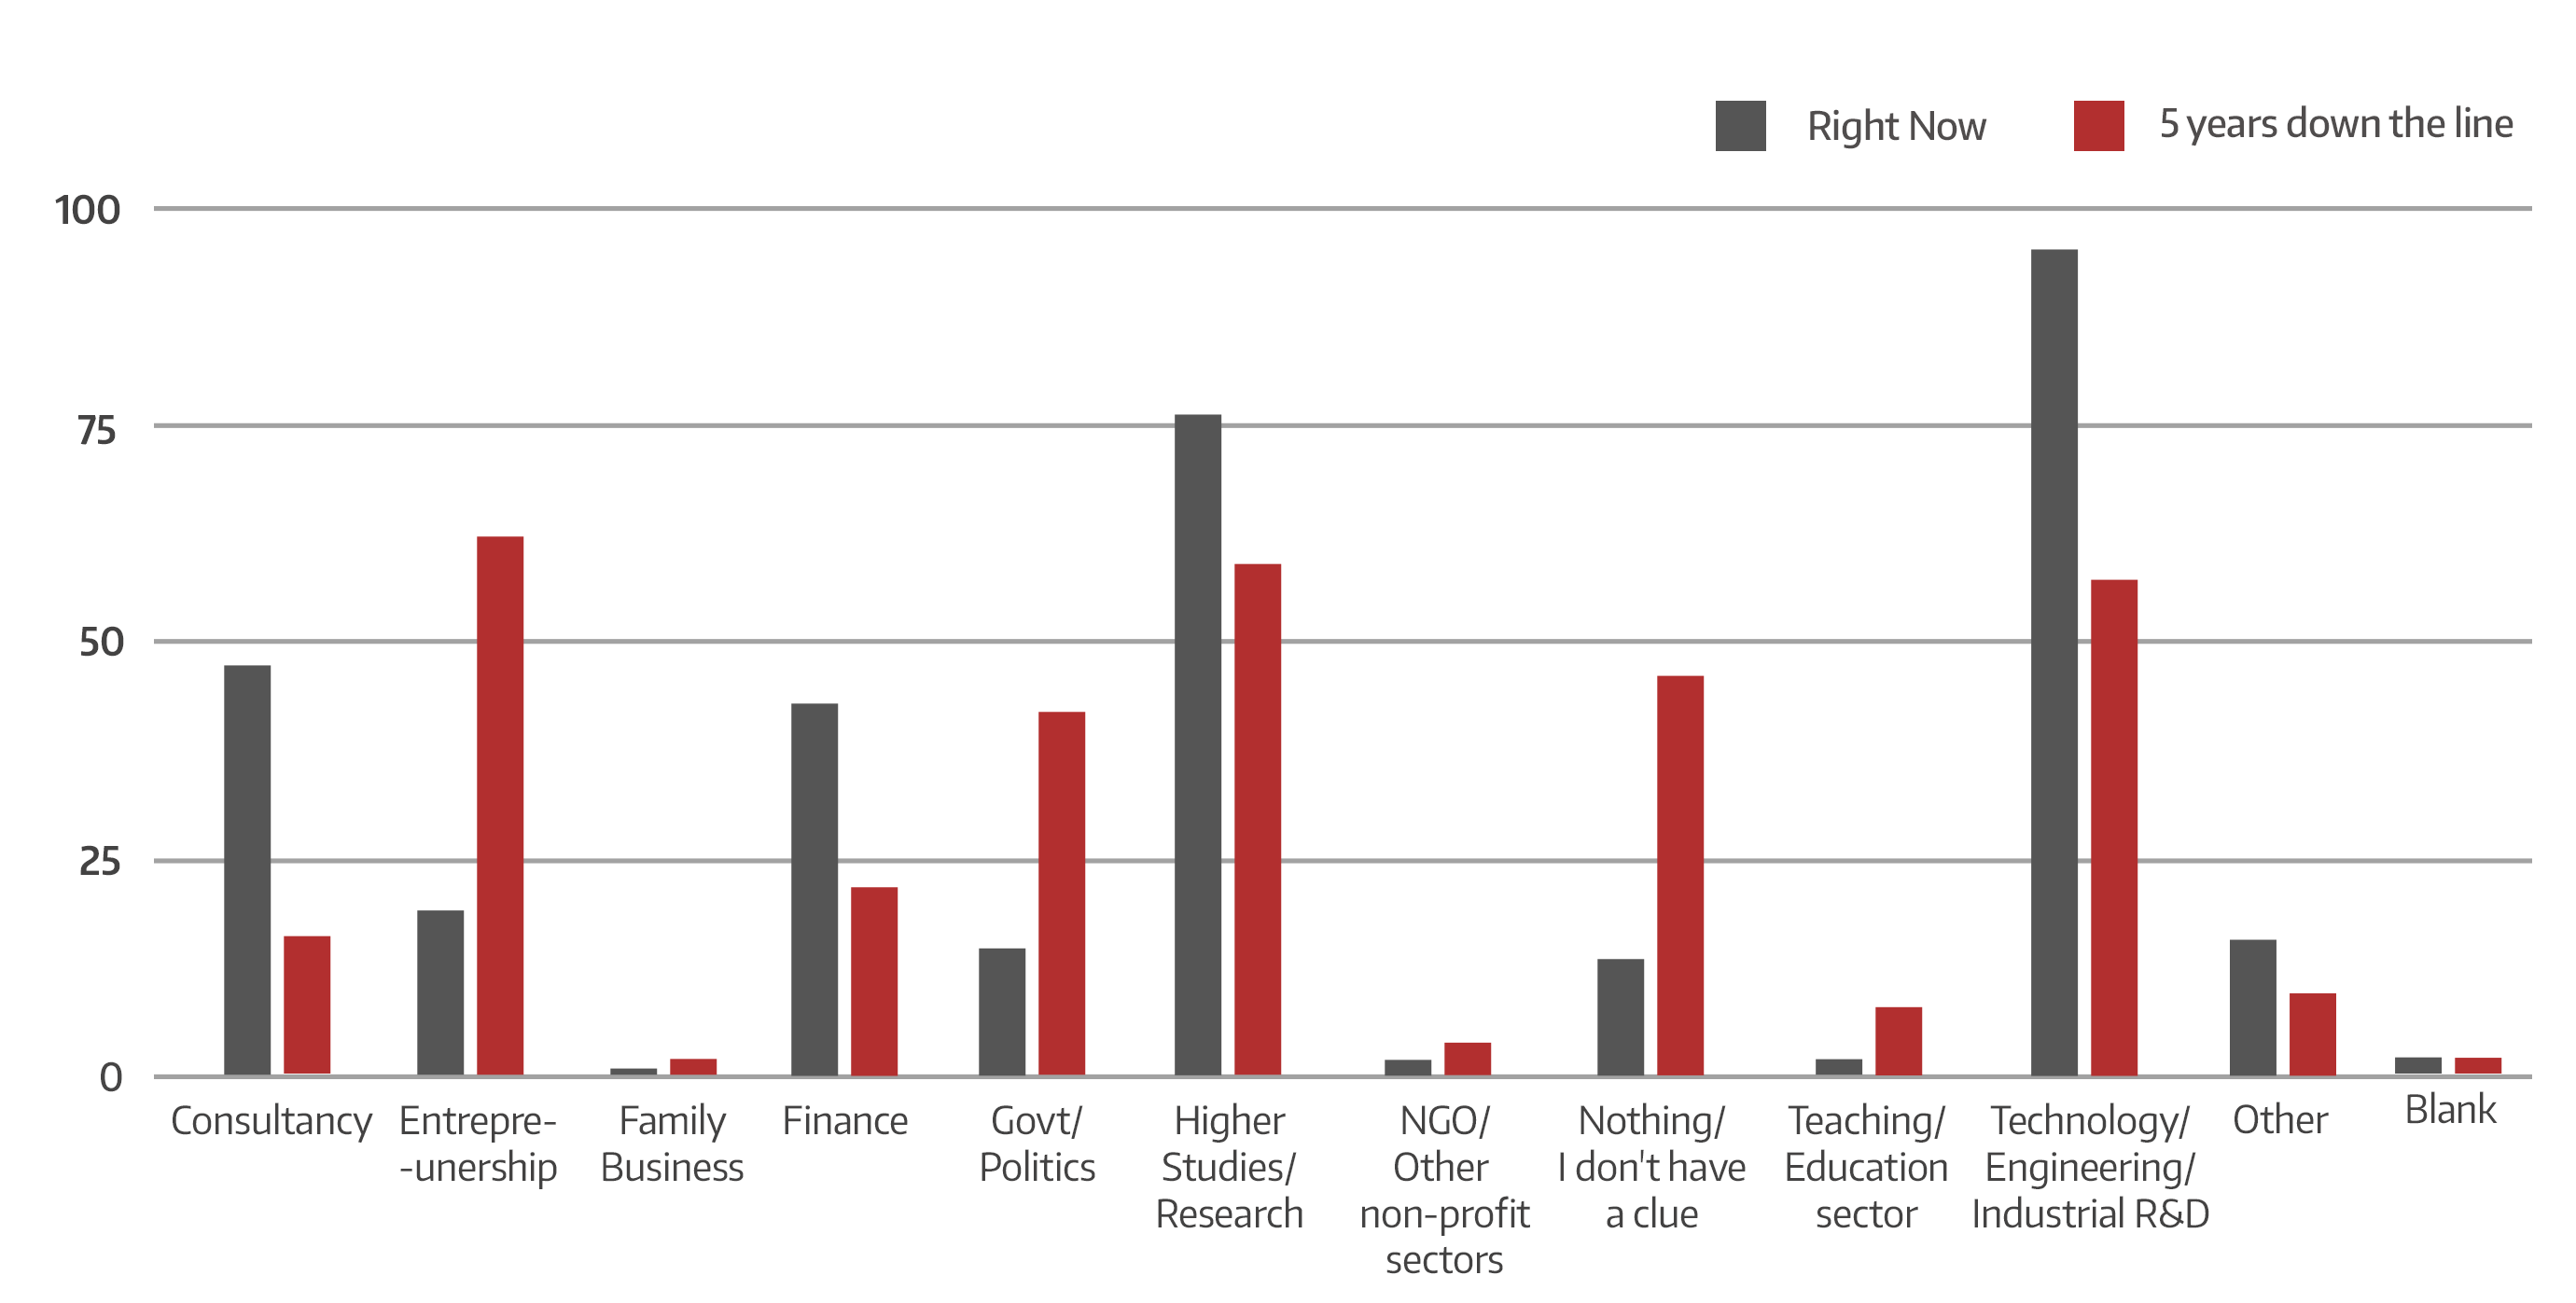 Right Now
5 years down the line
100
75
50
25
0
Consultancy
Entrepre-
-unership
Family
Business
Finance
Govt/
Politics
Higher
Studies/
Research
NGO/
Other
non-profit
sectors
Nothing/
I don't have
a clue
Teaching/
Education
sector
Technology/
Engineering/
Industrial R&D
Other
Blank